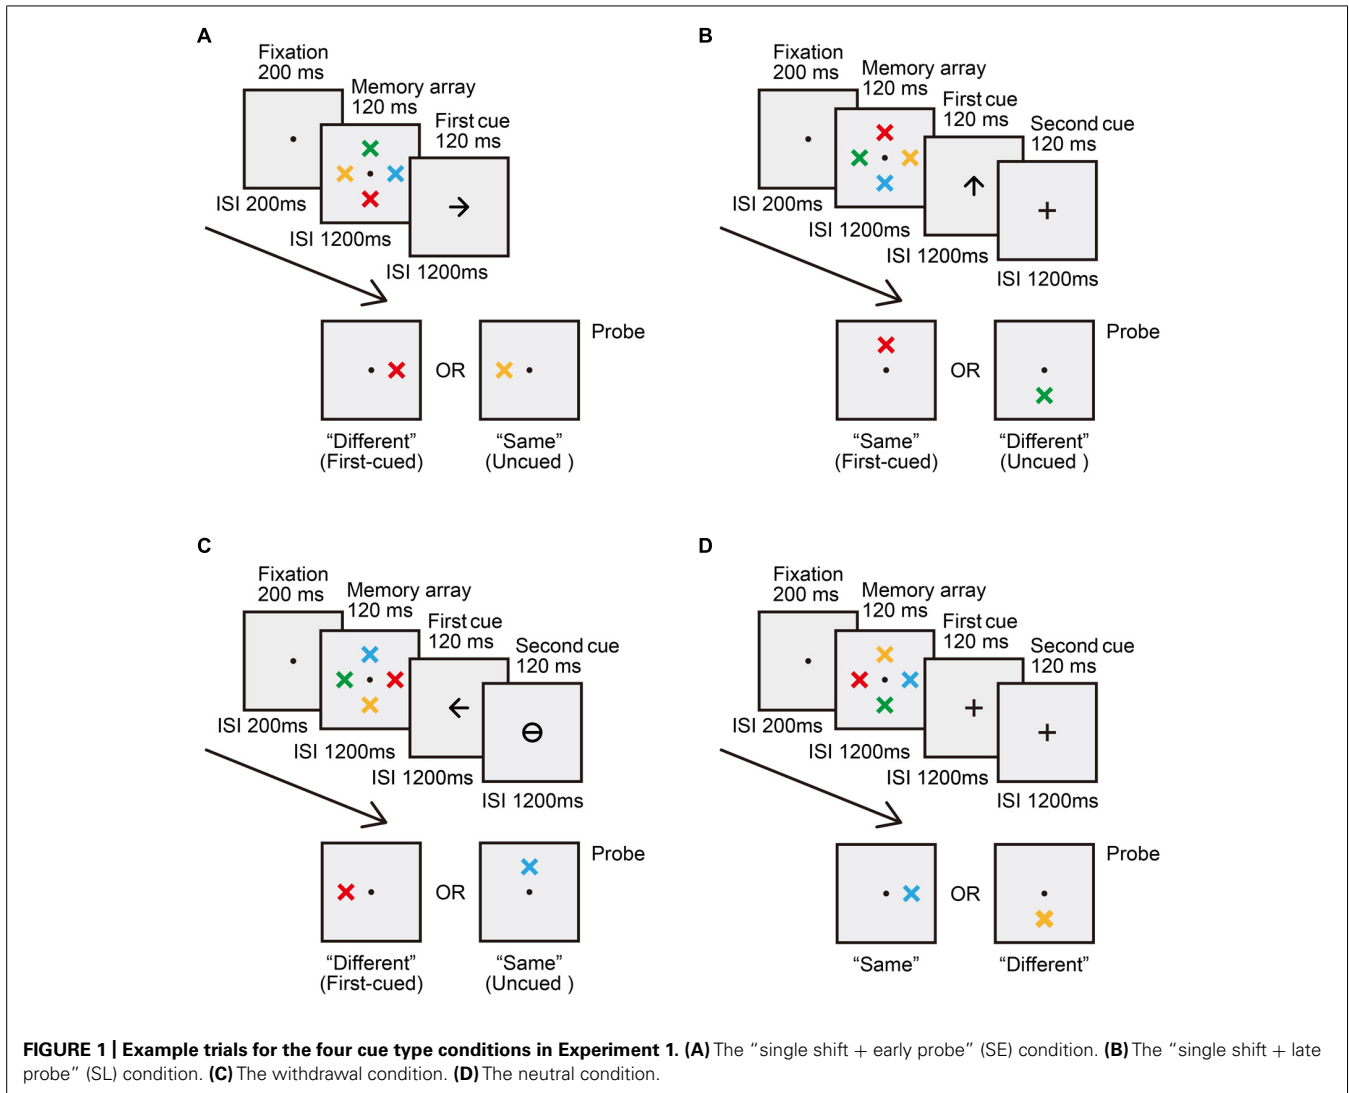 A
Fixation
200 ms
Memory array
120 ms
First cue
120 ms
ISI 200ms
ISI 1200ms
ISI 1200ms
OR
Probe
“Different”
(First-cued)
“Same”
(Uncued )
B
Fixation
200 ms
Memory array
120 ms
First cue
120 ms
Second cue
120 ms
ISI 200ms
ISI 1200ms
ISI 1200ms
ISI 1200ms
OR
Probe
“Same”
(First-cued)
“Different”
(Uncued )
C
Fixation
200 ms
Memory array
120 ms
First cue
120 ms
Second cue
120 ms
ISI 200ms
ISI 1200ms
ISI 1200ms
ISI 1200ms
OR
Probe
“Different”
(First-cued)
“Same”
(Uncued )
D
Fixation
200 ms
Memory array
120 ms
First cue
120 ms
Second cue
120 ms
ISI 200ms
ISI 1200ms
ISI 1200ms
ISI 1200ms
OR
Probe
“Same”
“Different”
FIGURE 1 | Example trials for the four cue type conditions in Experiment 1. (A) The “single shift + early probe” (SE) condition. (B) The “single shift + late
probe” (SL) condition. (C) The withdrawal condition. (D) The neutral condition.